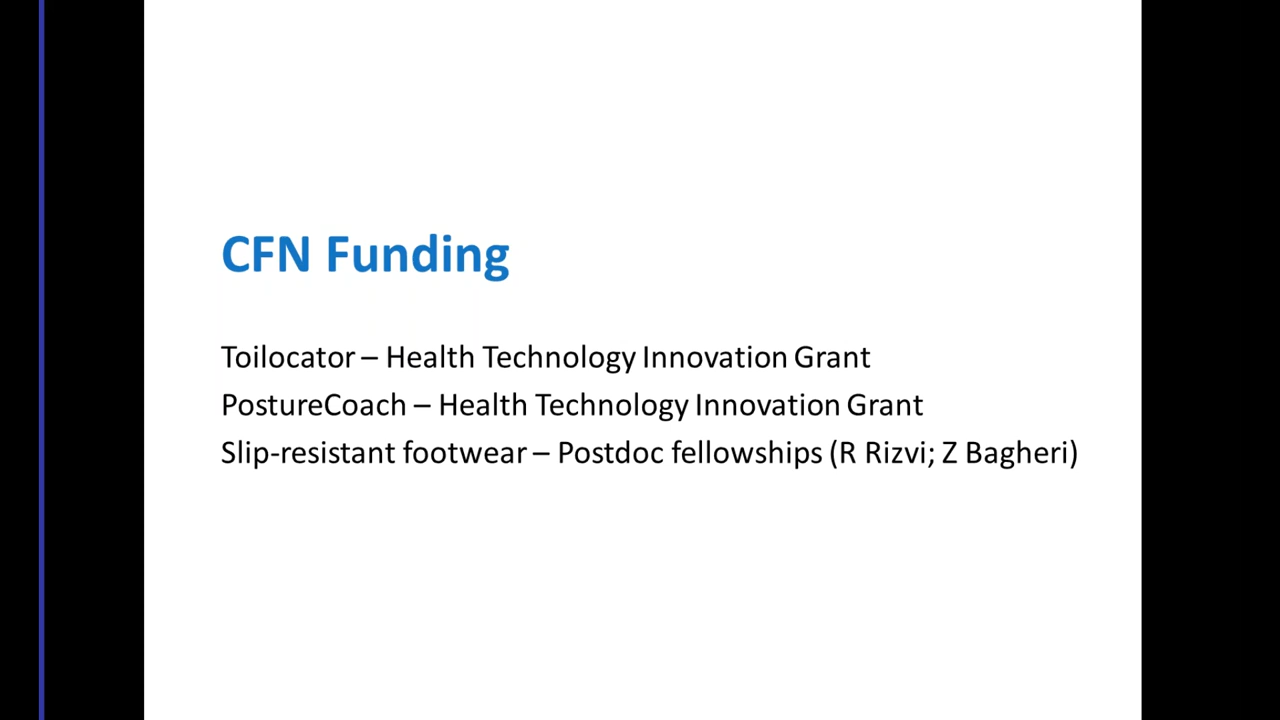 CFN Funding
Toilocator – Health Technology Innovation Grant
PostureCoach – Health Technology Innovation Grant
Slip-resistant footwear – Postdoc fellowships (R Rizvi; Z Bagheri)